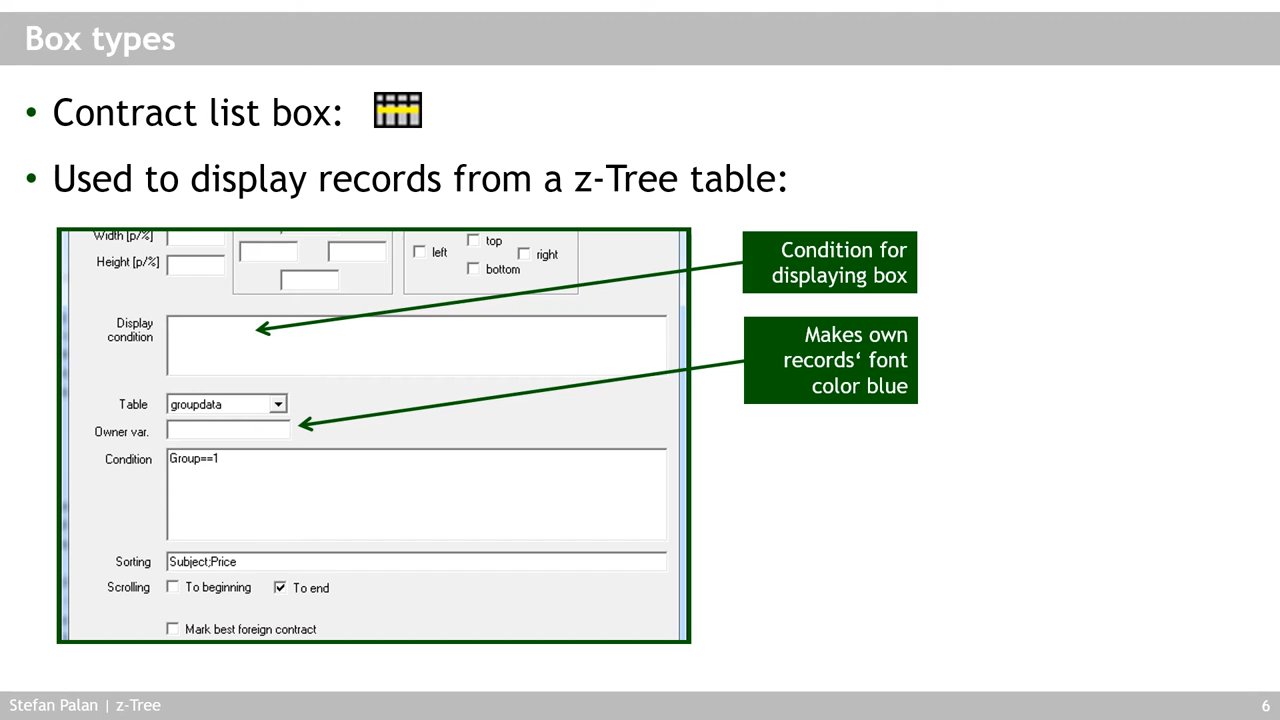 Box types
• Contract list box:
• Used to display records from a z-Tree table:
Width [p/%]
Height [p/%]
left
top
right
bottom
Display
condition
Table
groupdata
Owner var.
Condition
Group==1
Sorting
Subject;Price
Scrolling
To beginning
To end
Mark best foreign contract
Condition for
displaying box
Makes own
records‘ font
color blue
Stefan Palan | z-Tree
6